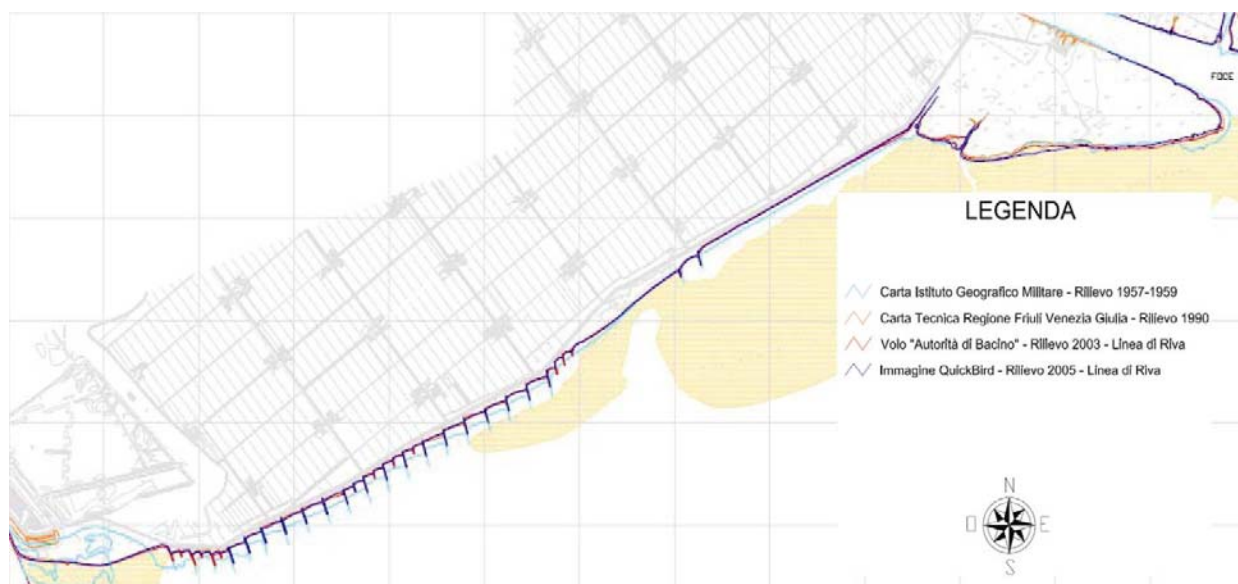 FOCE
LEGENDA
Carta Istituto Geografico Militare - Rilievo 1957-1959
Carta Tecnica Regione Friuli Venezia Giulia - Rilievo 1990
Volo "Autorità di Bacino" - Rilievo 2003 - Linea di Riva
Immagine QuickBird - Rilievo 2005 - Linea di Riva
N
O E
S